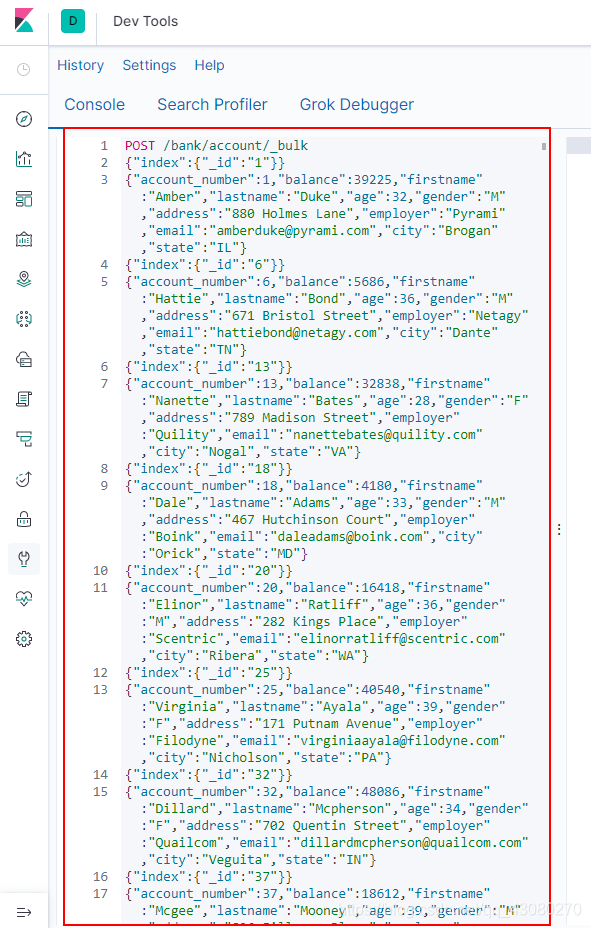 D Dev Tools
History Settings Help
Console Search Profiler Grok Debugger
1 POST /bank/account/_bulk
2 {"index":{"_id":"1"}}
3 {"account_number":1,"balance":39225,"firstname"
:"Amber","lastname":"Duke","age":32,"gender":"M"
,"address":"880 Holmes Lane","employer":"Pyrami"
,"email":"amberduke@pyrami.com","city":"Brogan"
,"state":"IL"}
4 {"index":{"_id":"6"}}
5 {"account_number":6,"balance":5686,"firstname"
:"Hattie","lastname":"Bond","age":36,"gender":"M"
,"address":"671 Bristol Street","employer":"Netagy"
,"email":"hattiebond@netagy.com","city":"Dante"
,"state":"TN"}
6 {"index":{"_id":"13"}}
7 {"account_number":13,"balance":32838,"firstname"
:"Nanette","lastname":"Bates","age":28,"gender":"F"
,"address":"789 Madison Street","employer"
:"Quility","email":"nanettebates@quility.com"
,"city":"Nogal","state":"VA"}
8 {"index":{"_id":"18"}}
9 {"account_number":18,"balance":4180,"firstname"
:"Dale","lastname":"Adams","age":33,"gender":"M"
,"address":"467 Hutchinson Court","employer"
:"Boink","email":"daleadams@boink.com","city"
:"Orick","state":"MD"}
10 {"index":{"_id":"20"}}
11 {"account_number":20,"balance":16418,"firstname"
:"Elinor","lastname":"Ratliff","age":36,"gender"
:"M","address":"282 Kings Place","employer"
:"Scentric","email":"elinorratliff@scentric.com"
,"city":"Ribera","state":"WA"}
12 {"index":{"_id":"25"}}
13 {"account_number":25,"balance":40540,"firstname"
:"Virginia","lastname":"Ayala","age":39,"gender"
:"F","address":"171 Putnam Avenue","employer"
:"Filodyne","email":"virginiaayala@filodyne.com"
,"city":"Nicholson","state":"PA"}
14 {"index":{"_id":"32"}}
15 {"account_number":32,"balance":48086,"firstname"
:"Dillard","lastname":"Mcpherson","age":34,"gender"
:"F","address":"702 Quentin Street","employer"
:"Quailcom","email":"dillardmcpherson@quailcom.com"
,"city":"Veguita","state":"IN"}
16 {"index":{"_id":"37"}}
17 {"account_number":37,"balance":18612,"firstname"
:"Mcgee","lastname":"Mooney","age":39,"gender":"M"